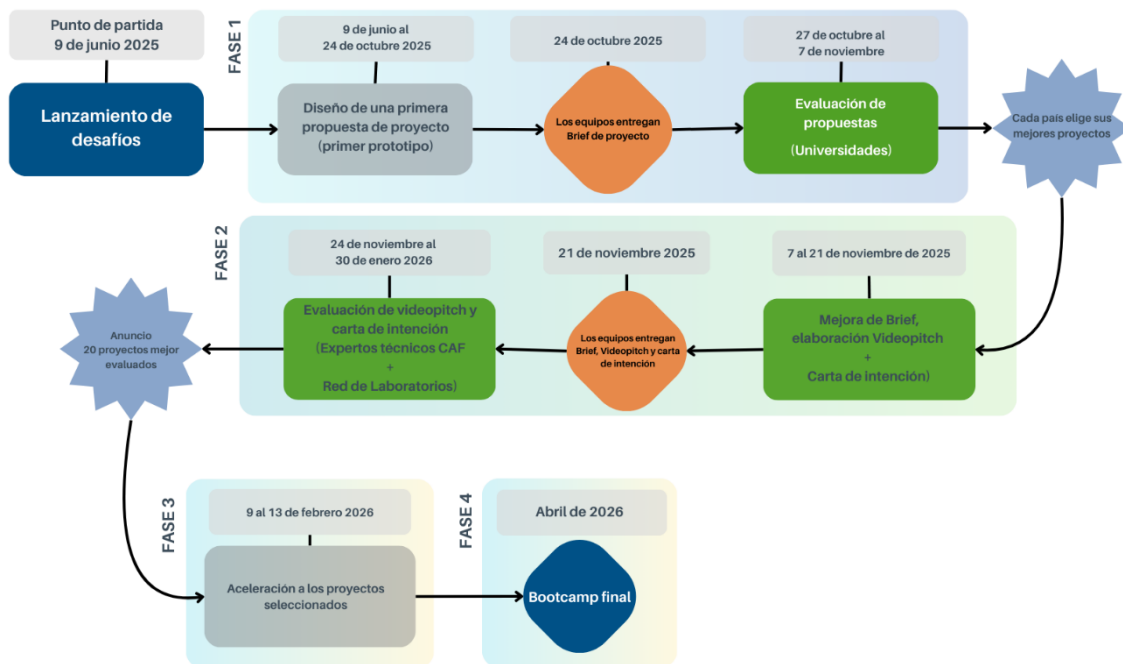 Punto de partida
9 de junio 2025
Lanzamiento de
desafíos
FASE 1
9 de junio al
24 de octubre 2025
Diseño de una primera
propuesta de proyecto
(primer prototipo)
24 de octubre 2025
Los equipos entregan
Brief de proyecto
27 de octubre al
7 de noviembre
Evaluación de
propuestas
(Universidades)
Cada país elige sus
mejores proyectos
FASE 2
7 al 21 de noviembre de 2025
Mejora de Brief,
elaboración Videopitch
+
Carta de intención)
21 de noviembre 2025
Los equipos entregan
Brief, Videopitch y carta
de intención
24 de noviembre al
30 de enero 2026
Evaluación de videopitch y
carta de intención
(Expertos técnicos CAF
+
Red de Laboratorios)
Anuncio
20 proyectos mejor
evaluados
FASE 3
9 al 13 de febrero 2026
Aceleración a los proyectos
seleccionados
FASE 4
Abril de 2026
Bootcamp final